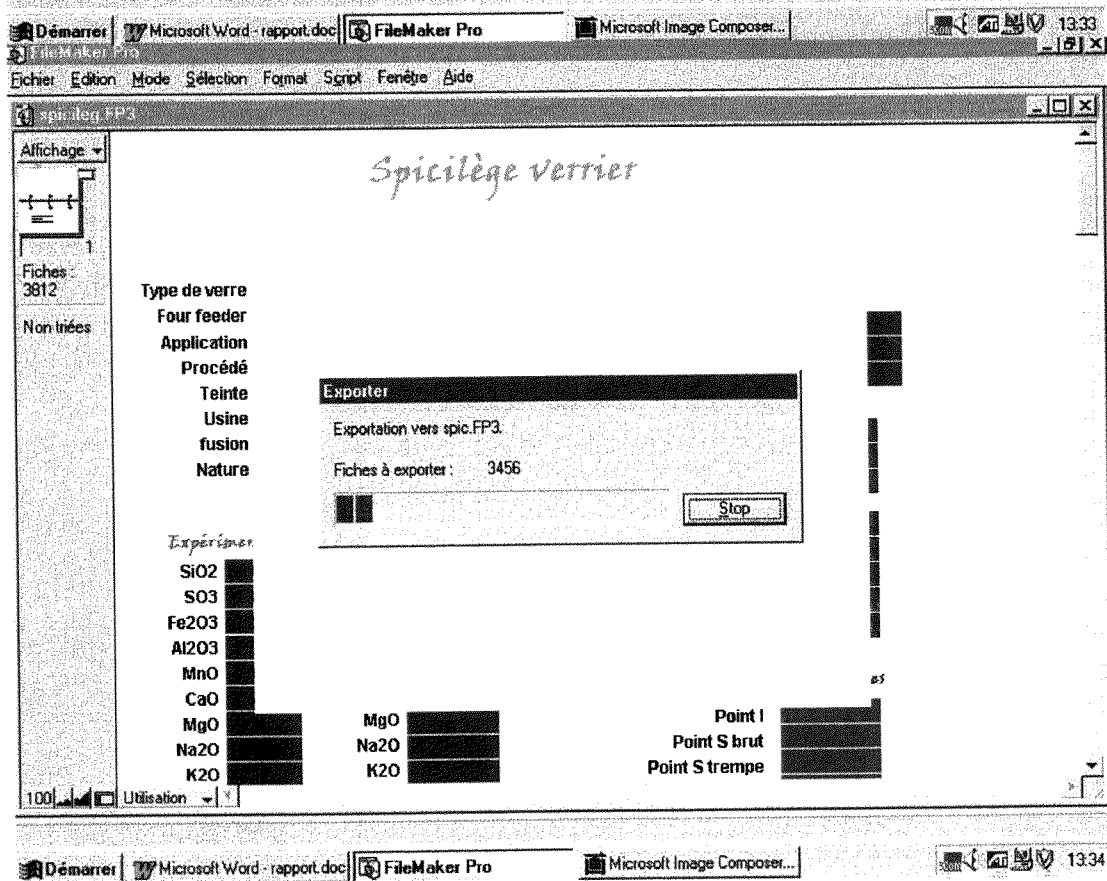 Démarrer Microsoft Word - rapport.doc FileMaker Pro Microsoft Image Composer... 13:33
FileMaker Pro
Fichier Edition Mode Sélection Format Script Fenêtre Aide
spicileg.FP3
Affichage
Spicilège verrier
1
Fiches :
3812
Non triées
Type de verre
Four feeder
Application
Procédé
Teinte
Usine
fusion
Nature
Exporter
Exportation vers spic.FP3.
Fiches à exporter : 3456
Stop
Expérimen
SiO2
SO3
Fe2O3
Al2O3
MnO
CaO
MgO
Na2O
K2O
MgO
Na2O
K2O
es
Point I
Point S brut
Point S trempe
100 Utilisation
Démarrer Microsoft Word - rapport.doc FileMaker Pro Microsoft Image Composer... 13:34